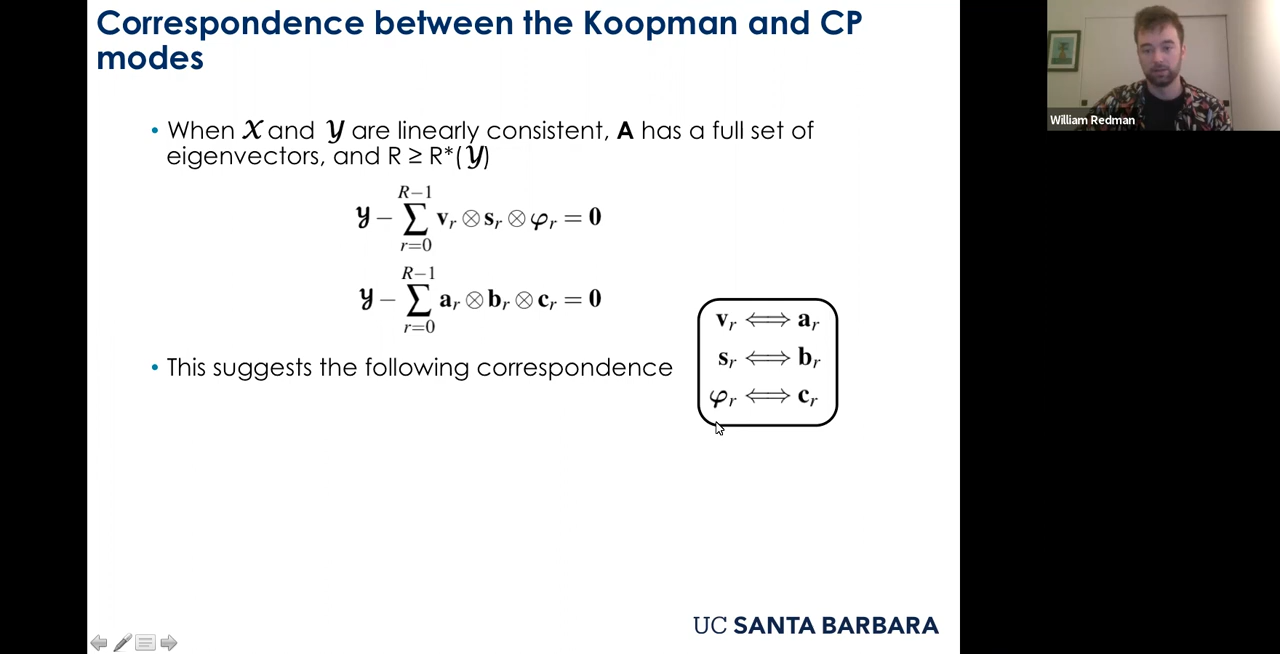 Correspondence between the Koopman and CP
modes
• When 𝒳 and 𝒴 are linearly consistent, A has a full set of
eigenvectors, and R ≥ R*(𝒴)
𝒴 − ∑_{r=0}^{R−1} v_r ⊗ s_r ⊗ φ_r = 0
𝒴 − ∑_{r=0}^{R−1} a_r ⊗ b_r ⊗ c_r = 0
• This suggests the following correspondence
v_r ⟺ a_r
s_r ⟺ b_r
φ_r ⟺ c_r
UC SANTA BARBARA
William Redman